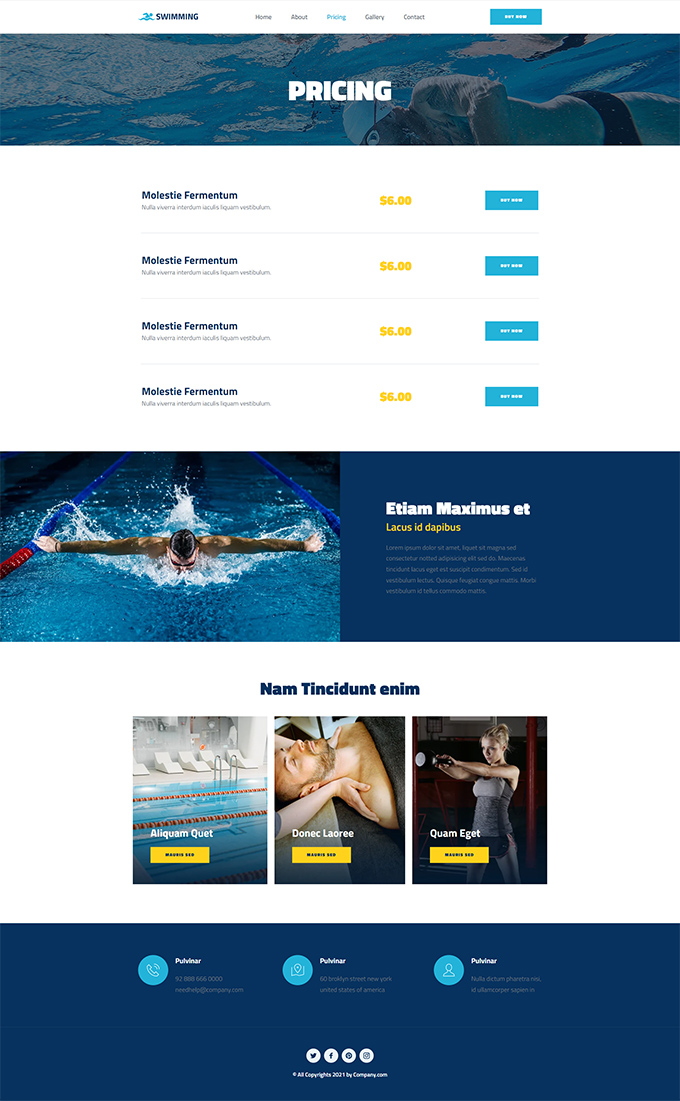 SWIMMING
Home About Pricing Gallery Contact
BUY NOW
PRICING
Molestie Fermentum
Nulla viverra interdum iaculis liquam vestibulum.
$6.00
BUY NOW
Molestie Fermentum
Nulla viverra interdum iaculis liquam vestibulum.
$6.00
BUY NOW
Molestie Fermentum
Nulla viverra interdum iaculis liquam vestibulum.
$6.00
BUY NOW
Molestie Fermentum
Nulla viverra interdum iaculis liquam vestibulum.
$6.00
BUY NOW
Etiam Maximus et
Lacus id dapibus
Lorem ipsum dolor sit amet, liquet sit magna sed
consectetur notted adipisicing elit sed do. Maecenas
tincidunt lacus eget est suscipit condimentum. Sed id
vestibulum lectus. Quisque feugiat congue mattis. Morbi
vestibulum id tellus commodo mattis.
Nam Tincidunt enim
Aliquam Quet
MAURIS SED
Donec Laoree
MAURIS SED
Quam Eget
MAURIS SED
Pulvinar
92 888 666 0000
needhelp@company.com
Pulvinar
60 broklyn street new york
united states of america
Pulvinar
Nulla dictum pharetra nisi,
id ullamcorper sapien in
© All Copyrights 2021 by Company.com